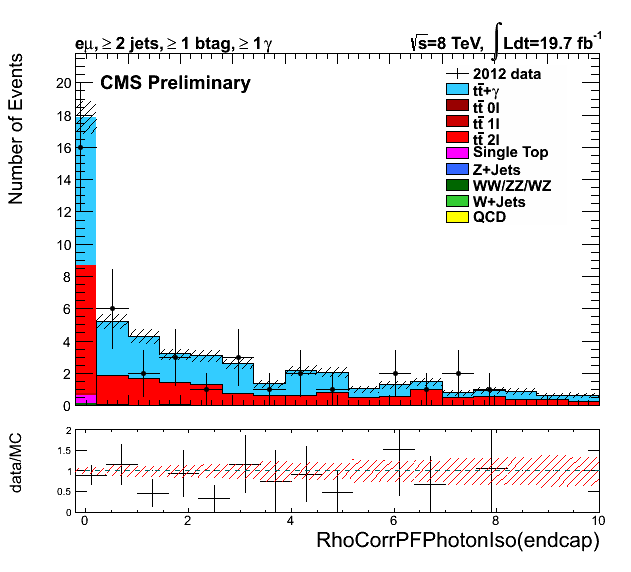 eμ, ≥ 2 jets, ≥ 1 btag, ≥ 1 γ
√s=8 TeV, ∫ Ldt=19.7 fb⁻¹
CMS Preliminary
2012 data
tt̄+γ
tt̄ 0l
tt̄ 1l
tt̄ 2l
Single Top
Z+Jets
WW/ZZ/WZ
W+Jets
QCD
Number of Events
20
18
16
14
12
10
8
6
4
2
0
data/MC
2
1.5
1
0.5
0
0 2 4 6 8 10
RhoCorrPFPhotonIso(endcap)